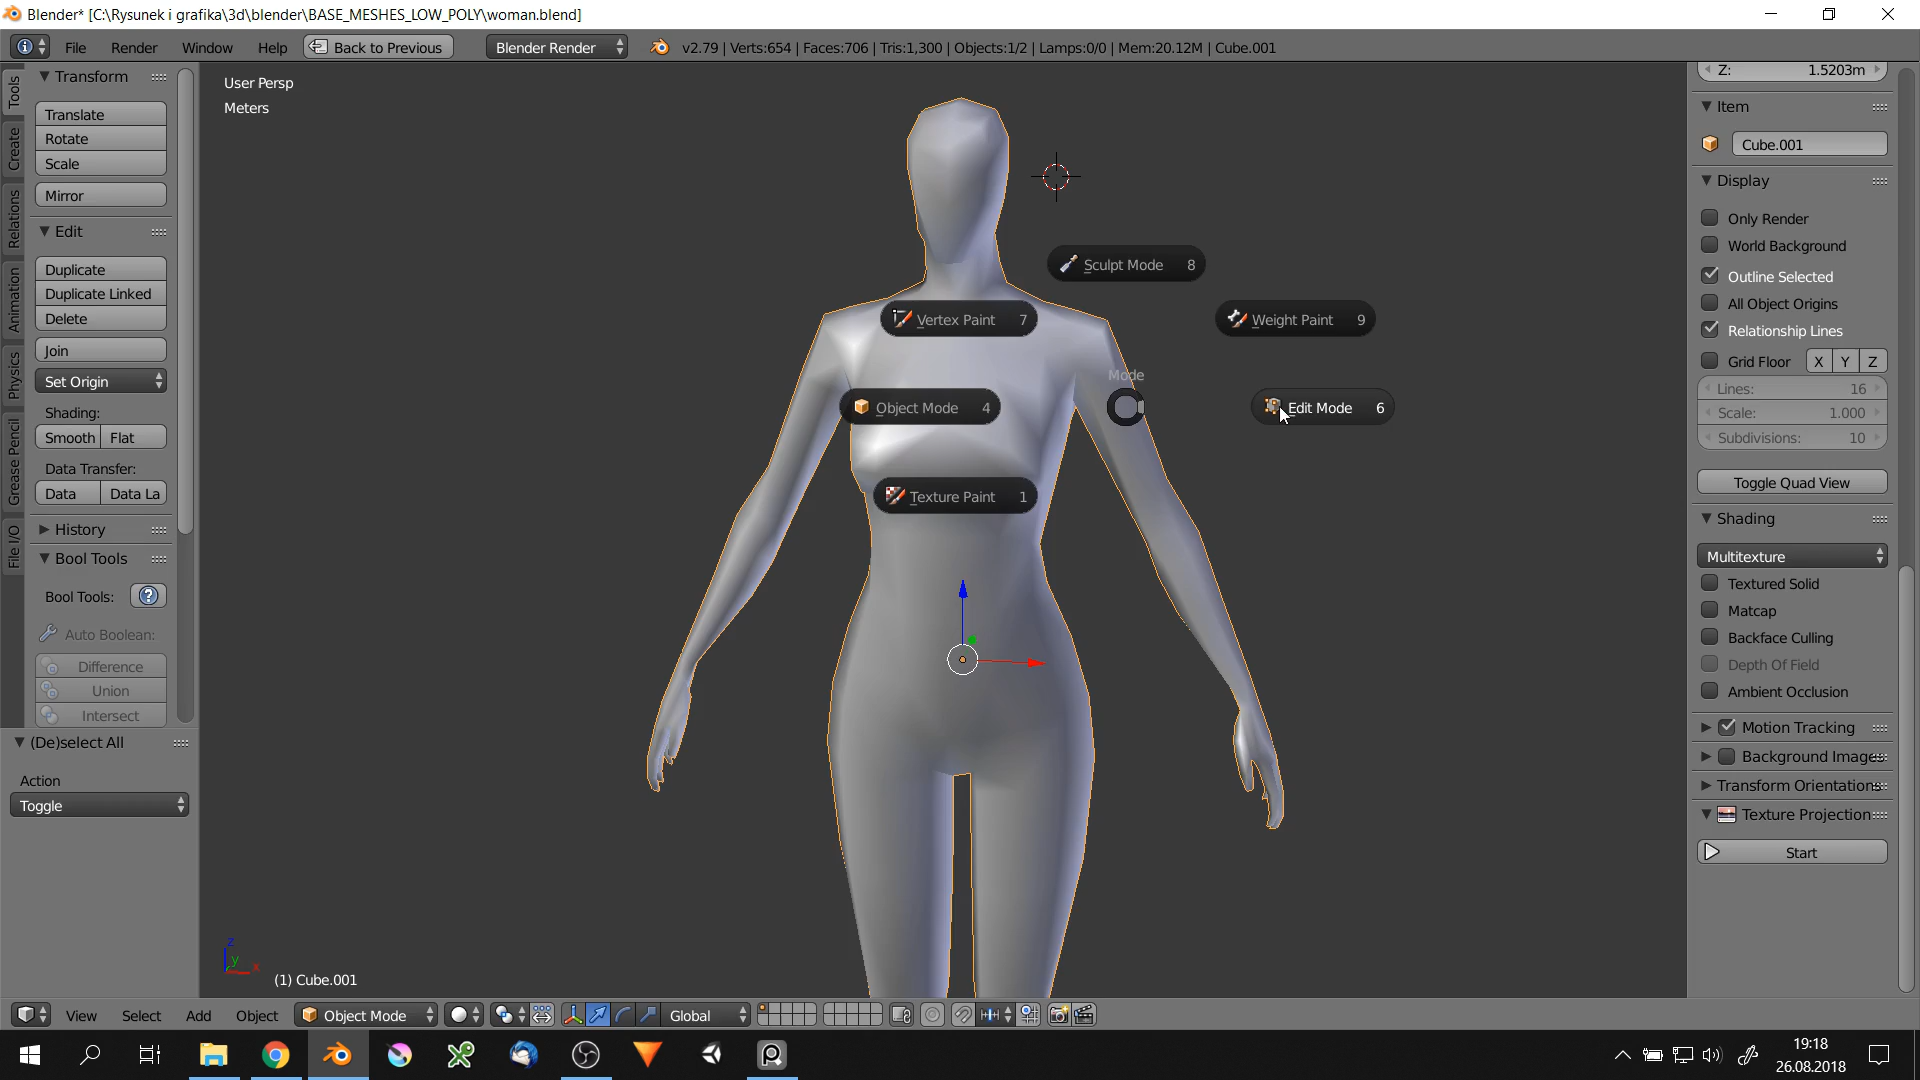 Blender* [C:\Rysunek i grafika\3d\blender\BASE_MESHES_LOW_POLY\woman.blend]
File Render Window Help Back to Previous Blender Render v2.79 | Verts:654 | Faces:706 | Tris:1,300 | Objects:1/2 | Lamps:0/0 | Mem:20.12M | Cube.001
Tools
Create
Relations
Animation
Physics
Grease Pencil
File I/O
Transform
Translate
Rotate
Scale
Mirror
Edit
Duplicate
Duplicate Linked
Delete
Join
Set Origin
Shading:
Smooth Flat
Data Transfer:
Data Data La
History
Bool Tools
Bool Tools:
Auto Boolean:
Difference
Union
Intersect
(De)select All
Action
Toggle
User Persp
Meters
Sculpt Mode 8
Vertex Paint 7
Weight Paint 9
Mode
Object Mode 4
Edit Mode 6
Texture Paint 1
z
y
x
(1) Cube.001
Z: 1.5203m
Item
Cube.001
Display
Only Render
World Background
Outline Selected
All Object Origins
Relationship Lines
Grid Floor X Y Z
Lines: 16
Scale: 1.000
Subdivisions: 10
Toggle Quad View
Shading
Multitexture
Textured Solid
Matcap
Backface Culling
Depth Of Field
Ambient Occlusion
Motion Tracking
Background Images
Transform Orientations
Texture Projection
Start
View Select Add Object Object Mode Global
19:18
26.08.2018